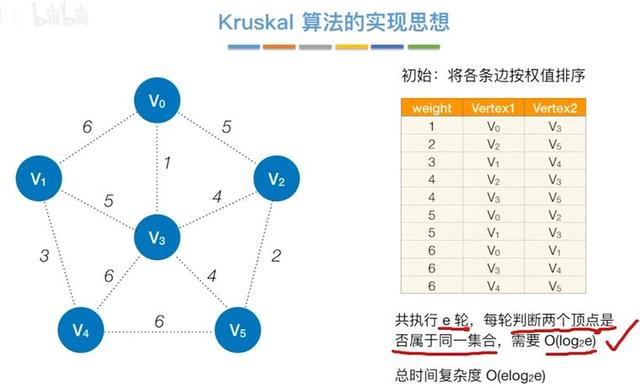 bilibili
Kruskal 算法的实现思想
初始：将各条边按权值排序
weight Vertex1 Vertex2
1 V₀ V₃
2 V₂ V₅
3 V₁ V₄
4 V₂ V₃
4 V₃ V₅
5 V₀ V₂
5 V₁ V₃
6 V₀ V₁
6 V₃ V₄
6 V₄ V₅
V₀
6
5
1
V₁
V₂
5
4
V₃
3
2
6
4
V₄
6
V₅
共执行 e 轮，每轮判断两个顶点是
否属于同一集合，需要 O(log₂e)
总时间复杂度 O(elog₂e)